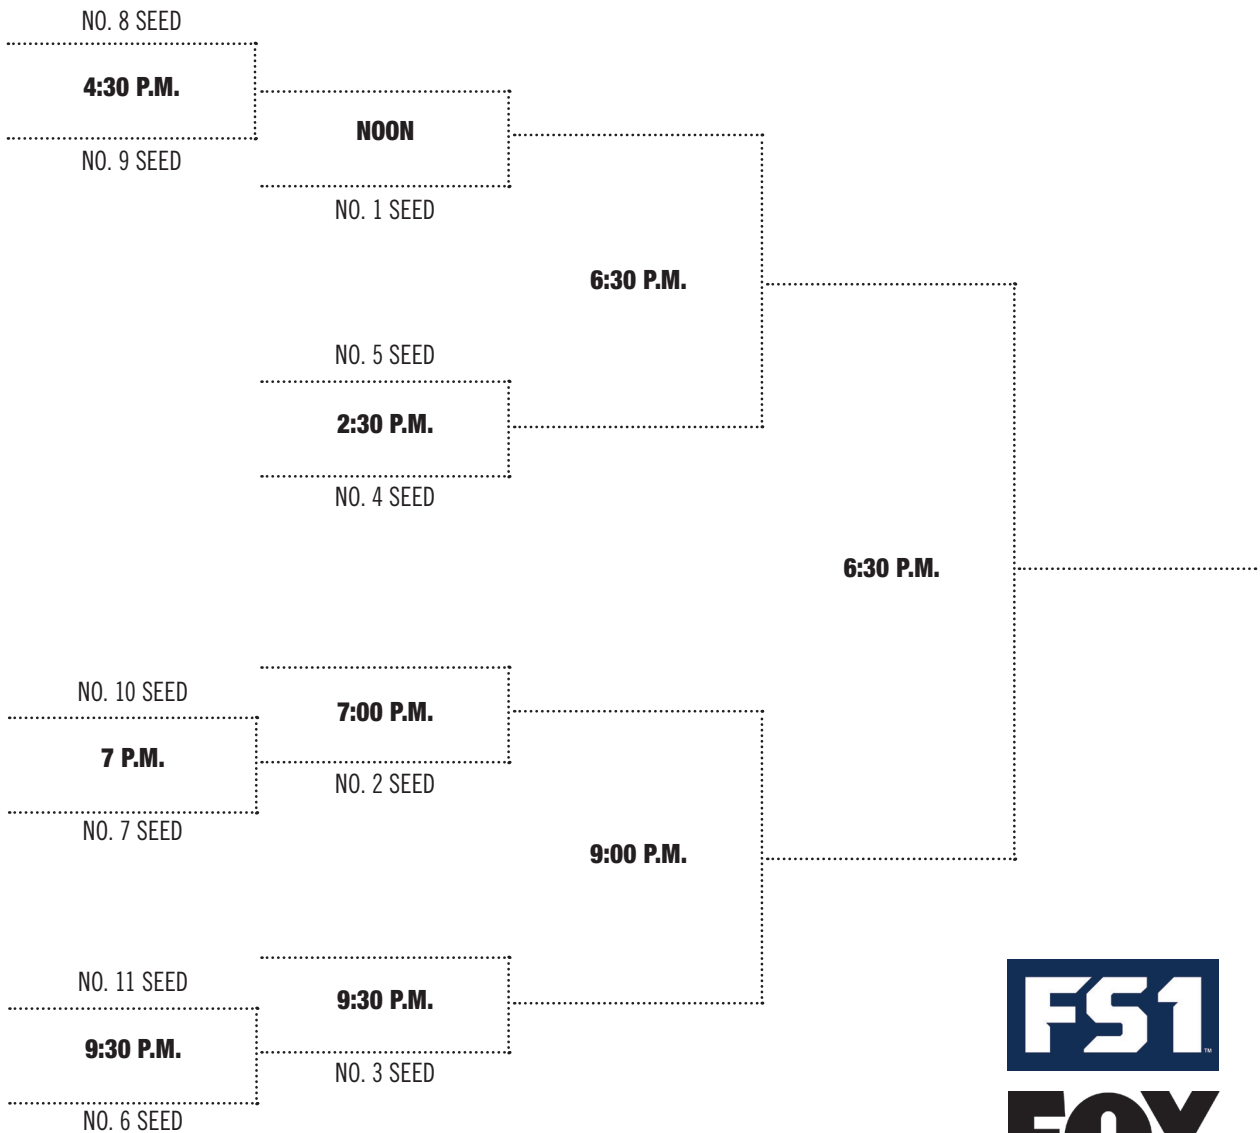 NO. 8 SEED
4:30 P.M.
NO. 9 SEED
NOON
NO. 1 SEED
6:30 P.M.
NO. 5 SEED
2:30 P.M.
NO. 4 SEED
6:30 P.M.
NO. 10 SEED
7 P.M.
NO. 7 SEED
7:00 P.M.
NO. 2 SEED
9:00 P.M.
NO. 11 SEED
9:30 P.M.
NO. 6 SEED
9:30 P.M.
NO. 3 SEED
FS1™
FOX